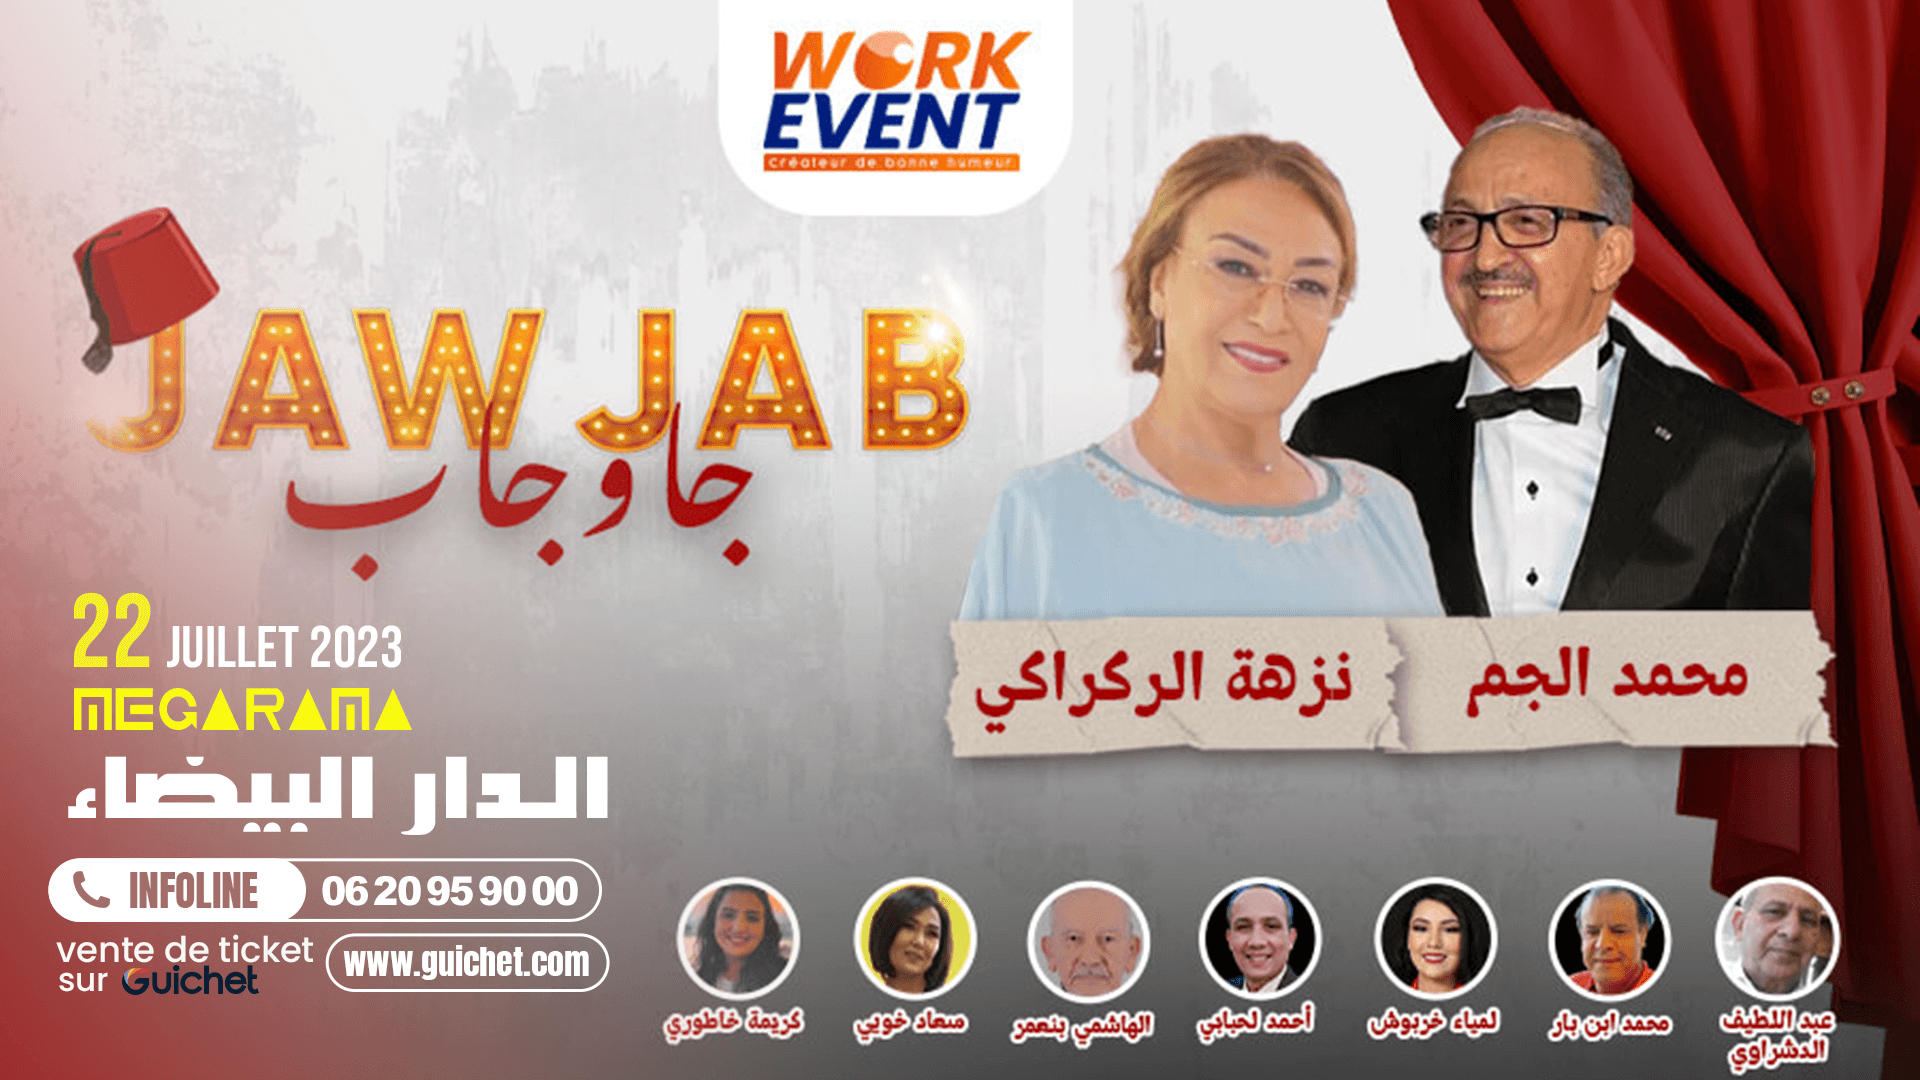 WORK
EVENT
Créateur de bonne humeur
JAW JAB
جا و جاب
محمد الجم
نزهة الركراكي
22 JUILLET 2023
MEGARAMA
الدار البيضاء
INFOLINE 06 20 95 90 00
vente de ticket
sur Guichet
www.guichet.com
كريمة خاطوري
سعاد خويي
الهاشمي بنعمر
أحمد لحبابي
لمياء خربوش
محمد ابن بار
عبد اللطيف
الدشراوي